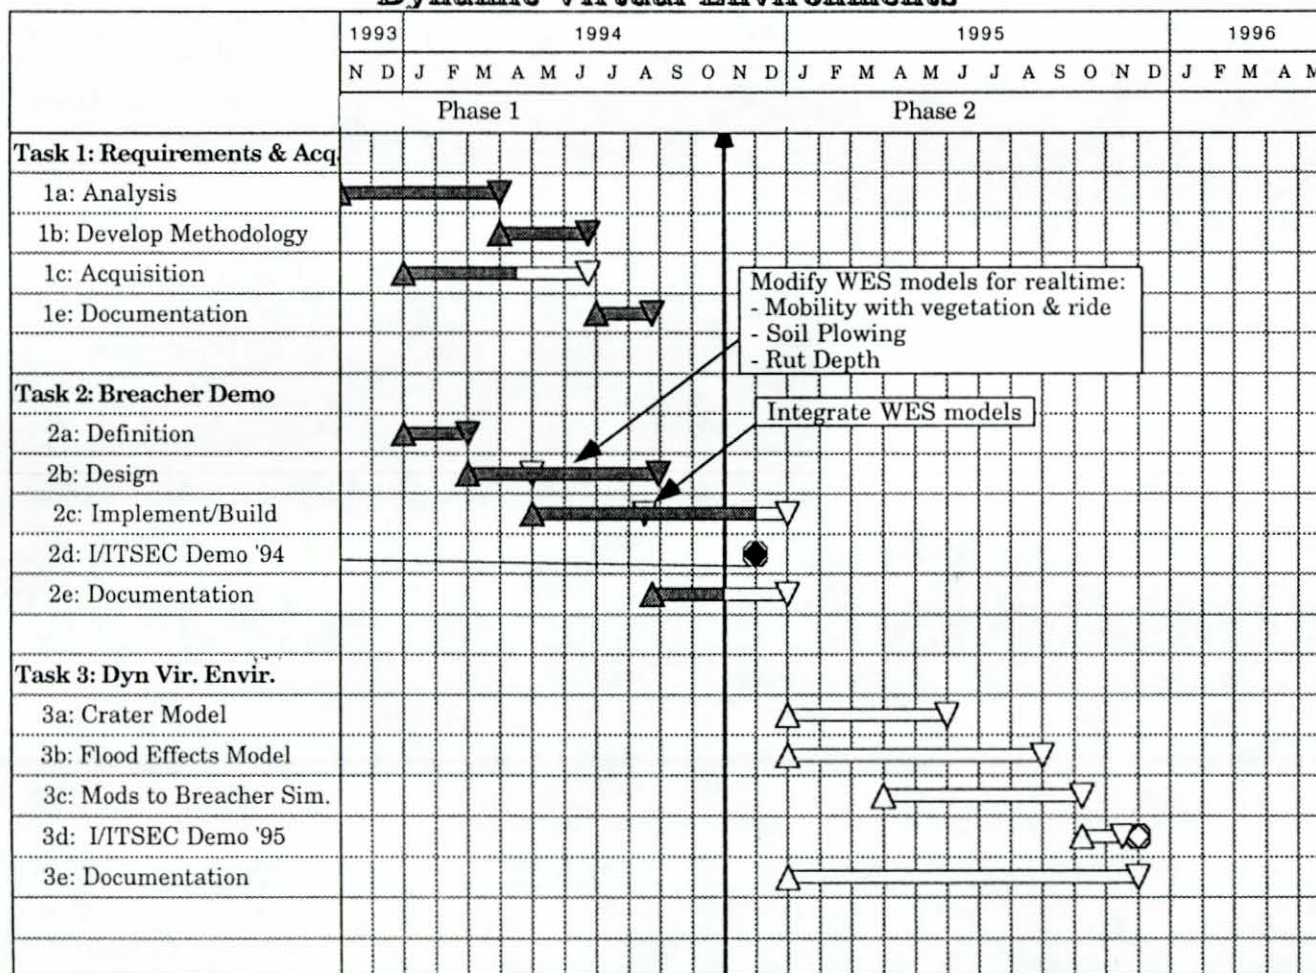 Dynamic Virtual Environments
1993 1994 1995 1996
N D J F M A M J J A S O N D J F M A M J J A S O N D J F M A M
Phase 1 Phase 2
Task 1: Requirements & Acq.
1a: Analysis
1b: Develop Methodology
1c: Acquisition
1e: Documentation
Modify WES models for realtime:
- Mobility with vegetation & ride
- Soil Plowing
- Rut Depth
Task 2: Breacher Demo
Integrate WES models
2a: Definition
2b: Design
2c: Implement/Build
2d: I/ITSEC Demo '94
2e: Documentation
Task 3: Dyn Vir. Envir.
3a: Crater Model
3b: Flood Effects Model
3c: Mods to Breacher Sim.
3d: I/ITSEC Demo '95
3e: Documentation